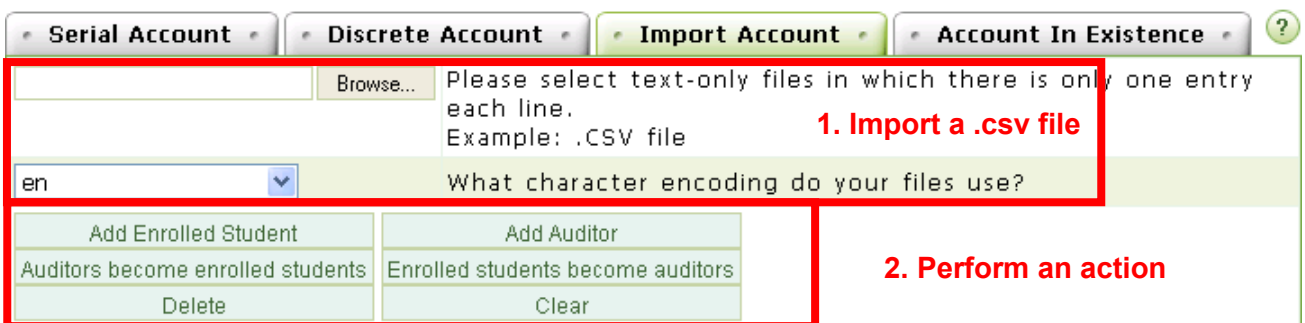 Serial Account Discrete Account Import Account Account In Existence ?
Browse... Please select text-only files in which there is only one entry
each line.
Example: .CSV file
1. Import a .csv file
en What character encoding do your files use?
Add Enrolled Student Add Auditor
Auditors become enrolled students Enrolled students become auditors
2. Perform an action
Delete Clear